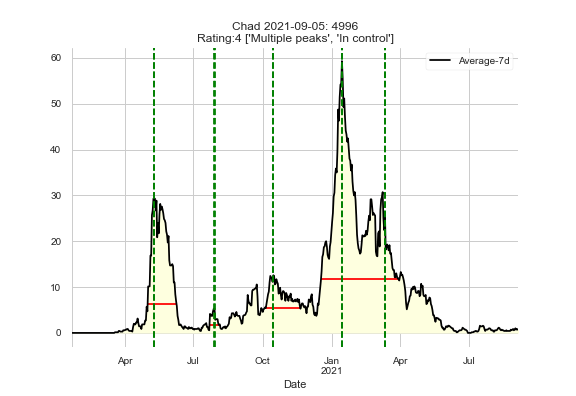 Chad 2021-09-05: 4996
Rating:4 ['Multiple peaks', 'In control']
Average-7d
60
50
40
30
20
10
0
Apr
Jul
Oct
Jan
2021
Apr
Jul
Date